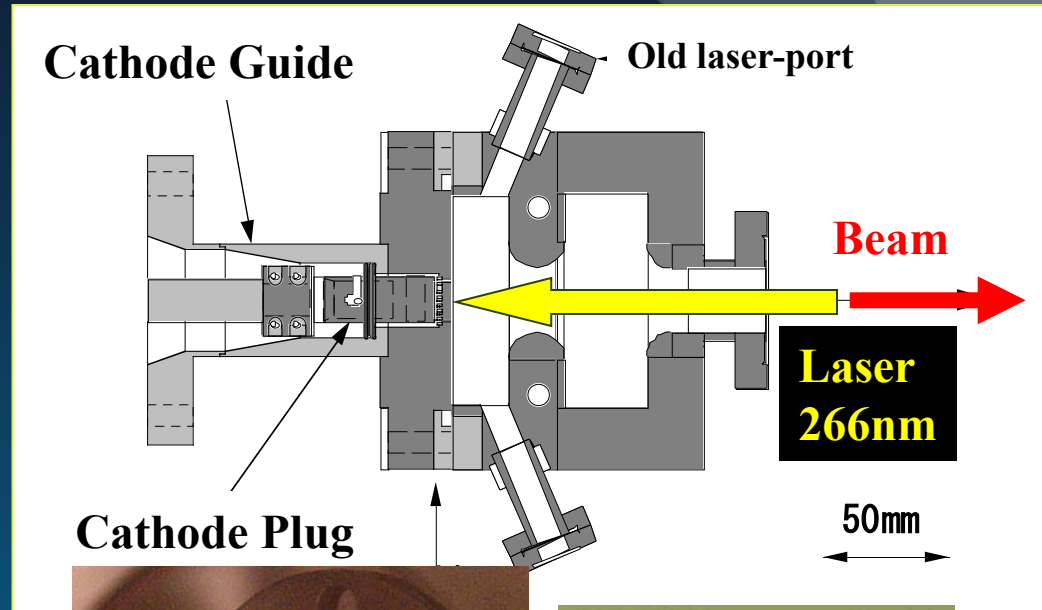 Cathode Guide
Old laser-port
Beam
Laser
266nm
Cathode Plug
50mm